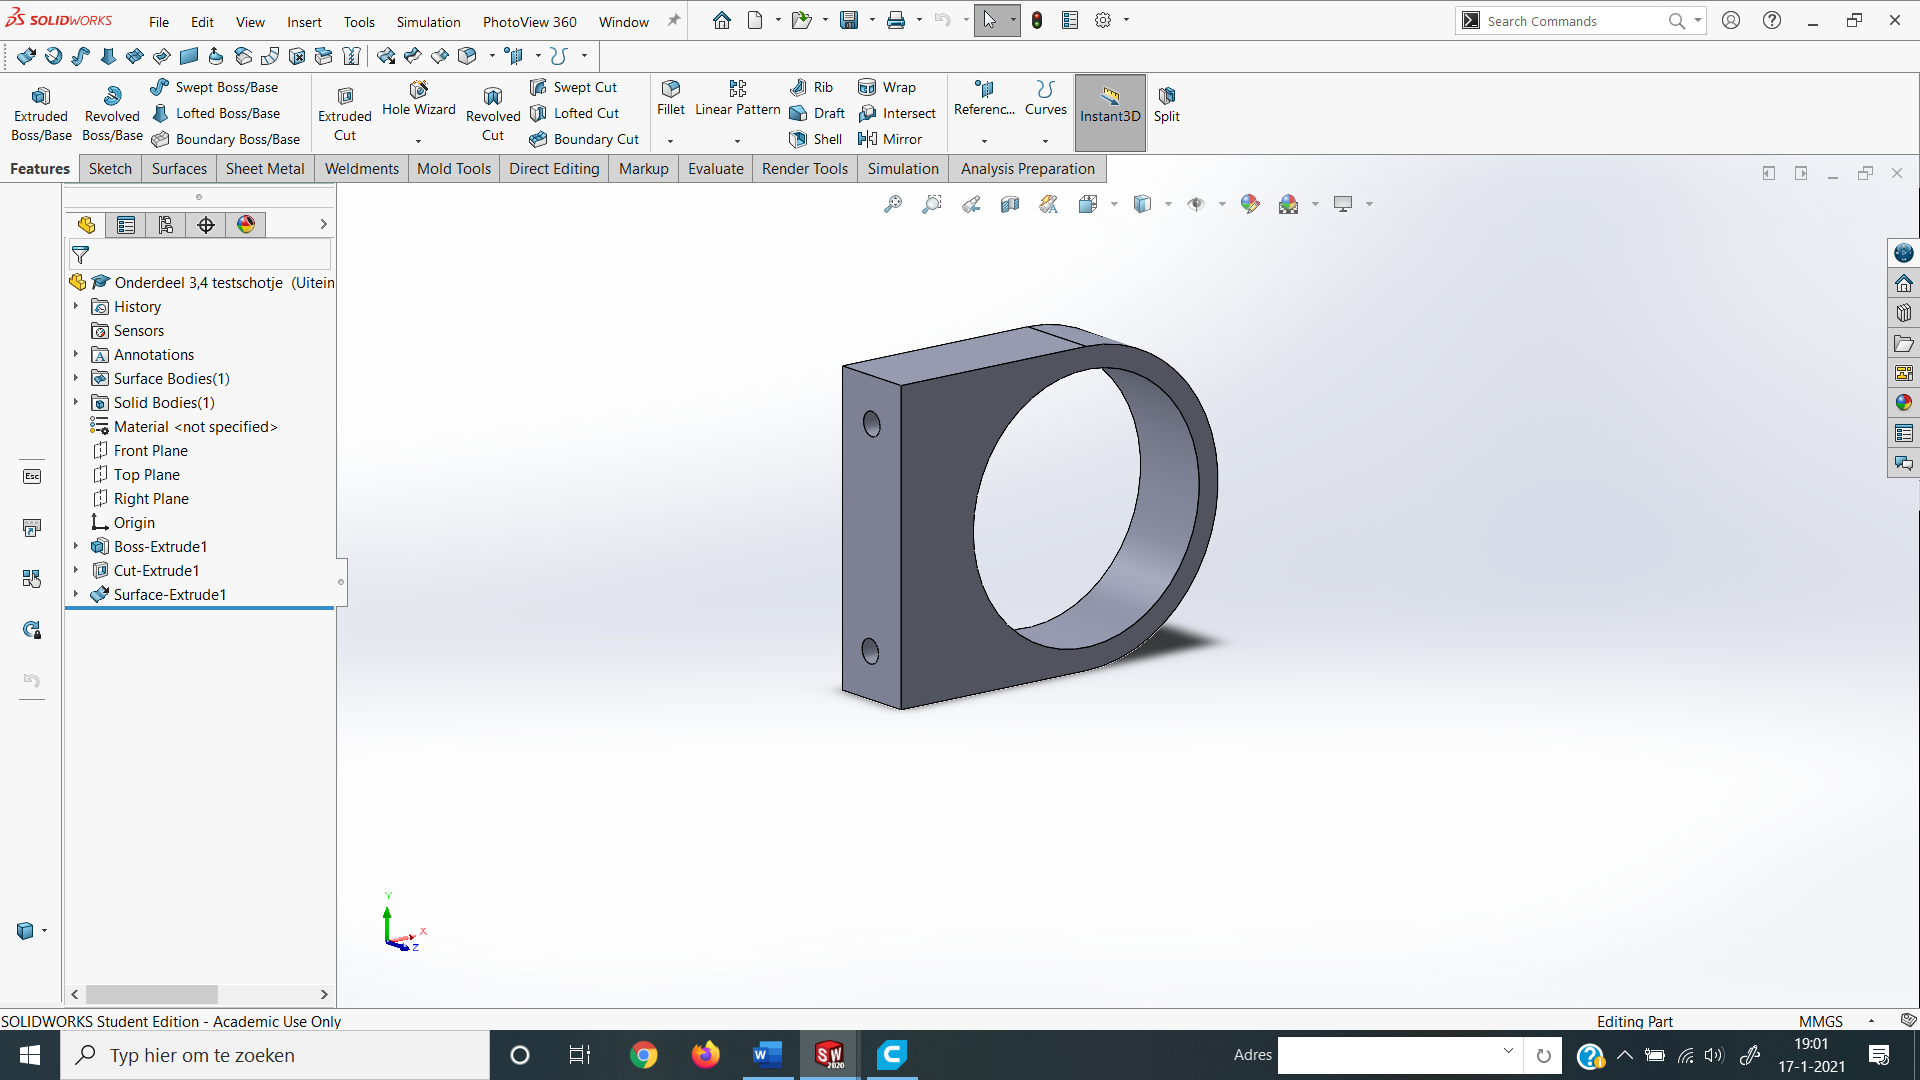 SOLIDWORKS File Edit View Insert Tools Simulation PhotoView 360 Window Search Commands
Extruded Boss/Base
Revolved Boss/Base
Swept Boss/Base
Lofted Boss/Base
Boundary Boss/Base
Extruded Cut
Hole Wizard
Revolved Cut
Swept Cut
Lofted Cut
Boundary Cut
Fillet
Linear Pattern
Rib
Draft
Shell
Wrap
Intersect
Mirror
Referenc...
Curves
Instant3D
Split
Features Sketch Surfaces Sheet Metal Weldments Mold Tools Direct Editing Markup Evaluate Render Tools Simulation Analysis Preparation
Onderdeel 3,4 testschotje (Uitein
History
Sensors
Annotations
Surface Bodies(1)
Solid Bodies(1)
Material <not specified>
Front Plane
Top Plane
Right Plane
Origin
Boss-Extrude1
Cut-Extrude1
Surface-Extrude1
Esc
Y
X
Z
SOLIDWORKS Student Edition - Academic Use Only Editing Part MMGS
Typ hier om te zoeken
W
SW
2020
Adres
19:01
17-1-2021